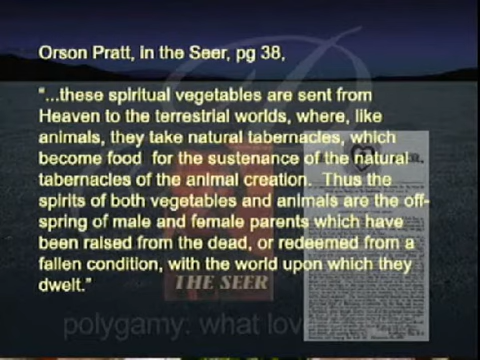 Orson Pratt, in the Seer, pg 38,
"...these spiritual vegetables are sent from
Heaven to the terrestrial worlds, where, like
animals, they take natural tabernacles, which
become food for the sustenance of the natural
tabernacles of the animal creation. Thus the
spirits of both vegetables and animals are the off-
spring of male and female parents which have
been raised from the dead, or redeemed from a
fallen condition, with the world upon which they
dwelt."
THE SEER
polygamy: what love